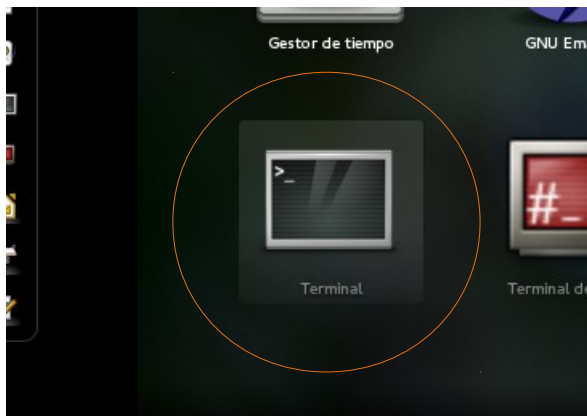 Gestor de tiempo
GNU Ema
>_
Terminal
#_
Terminal de